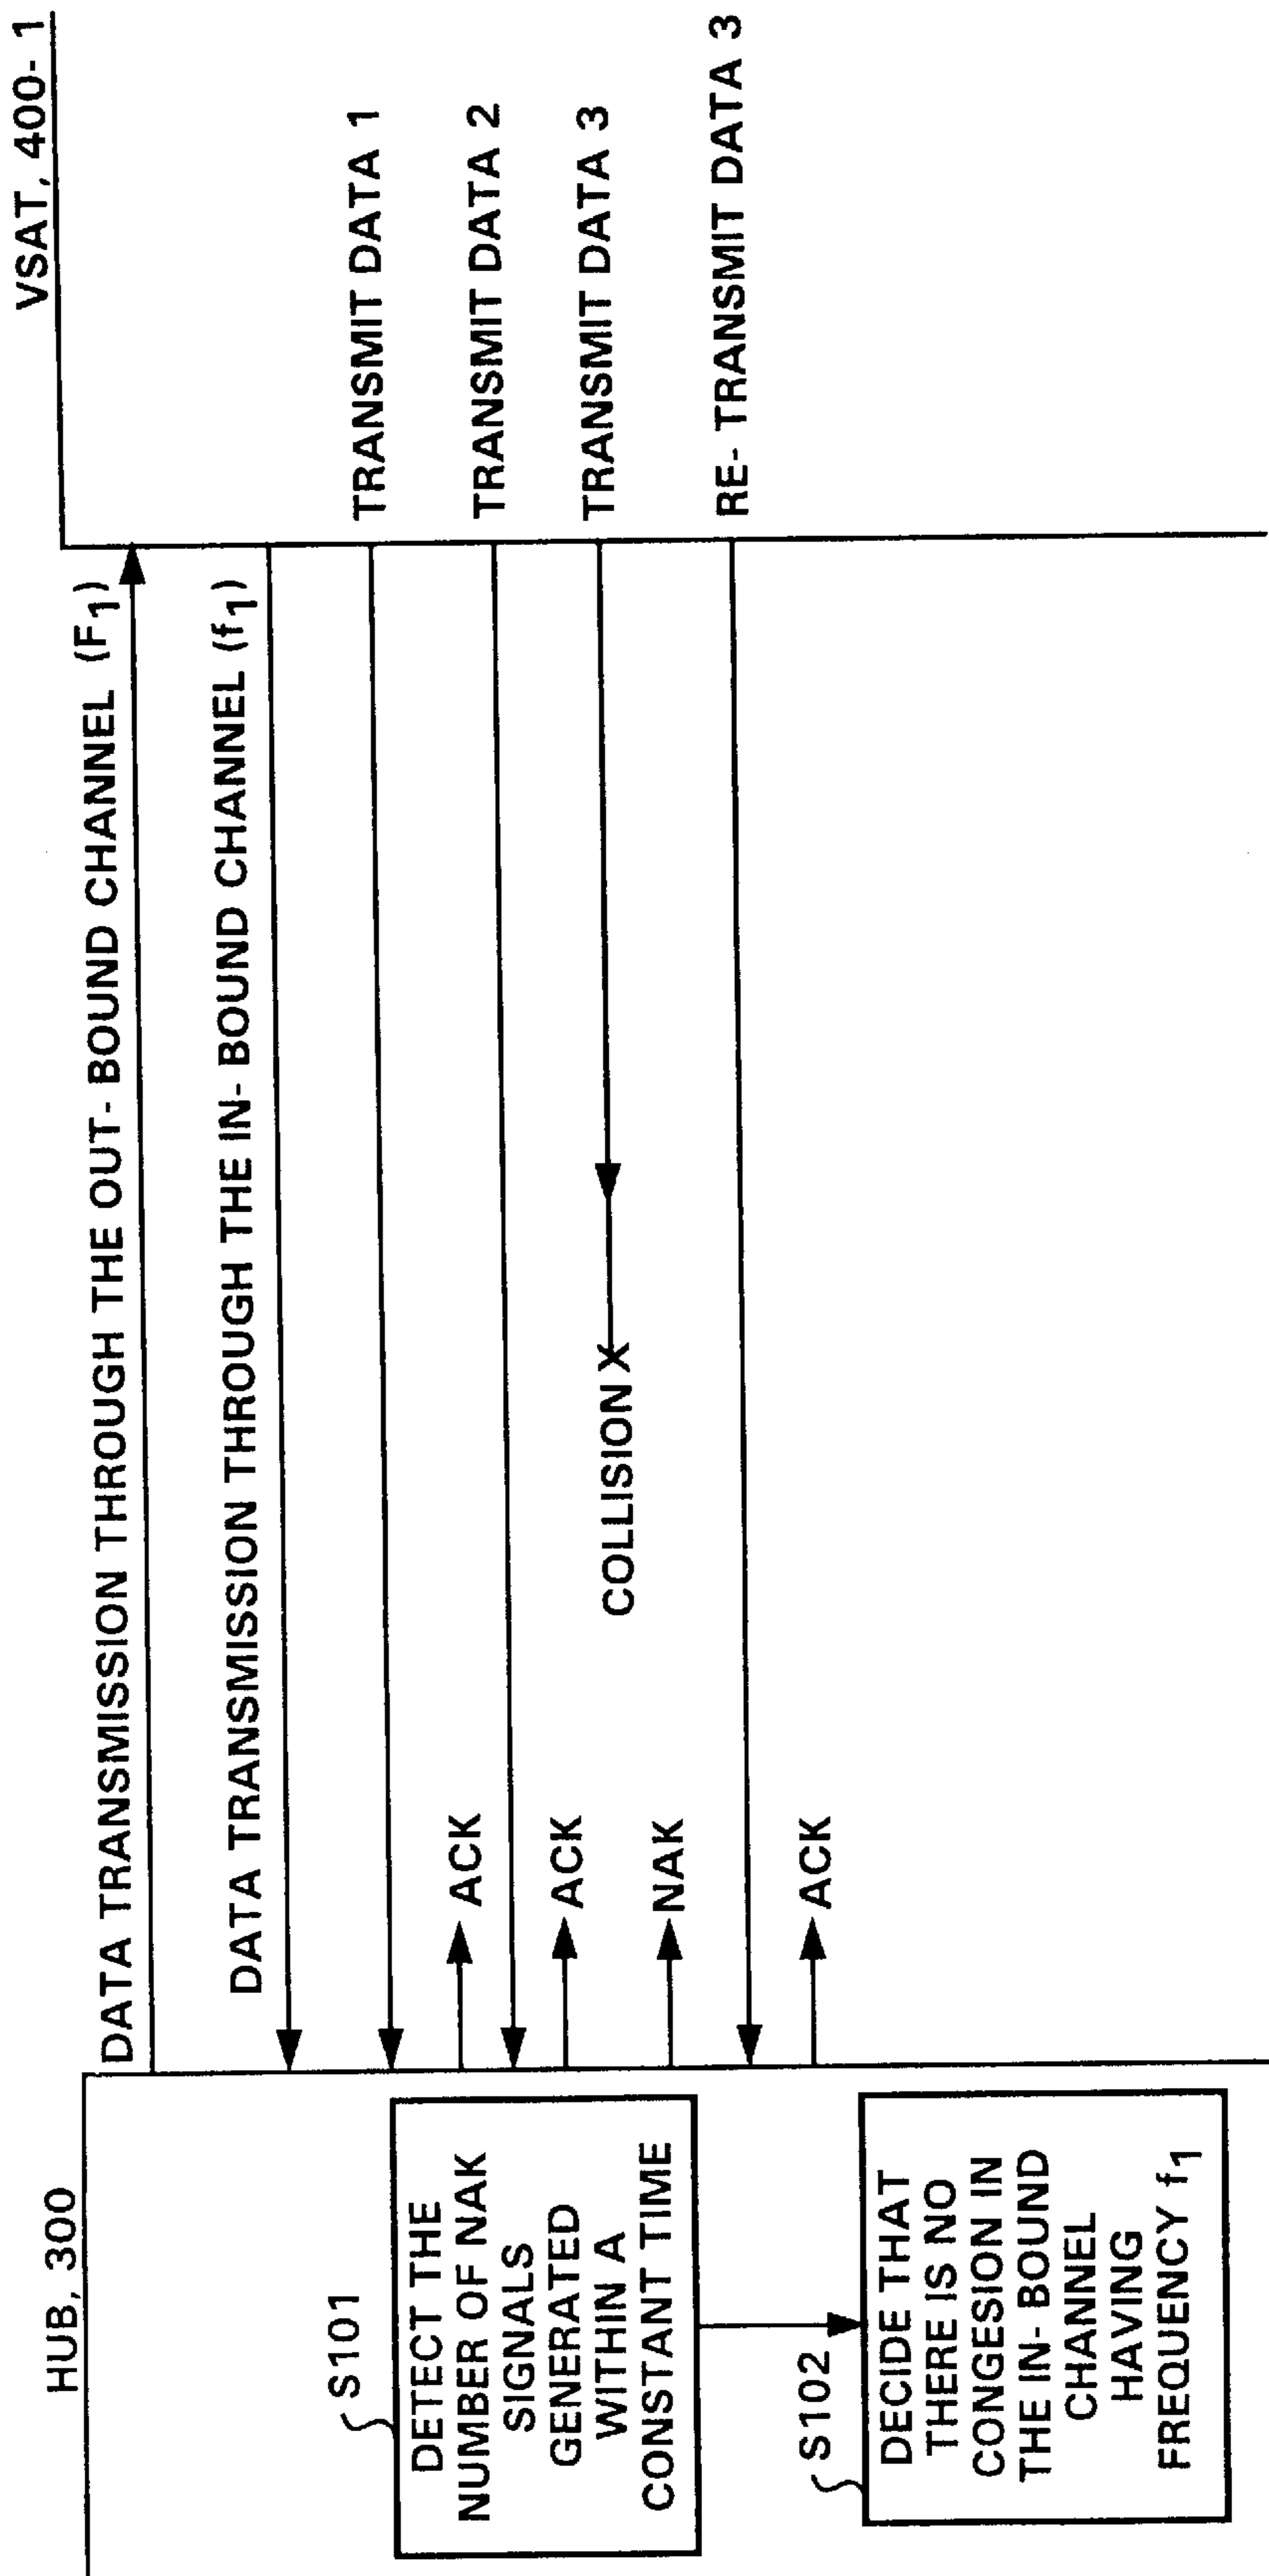 HUB, 300
VSAT, 400- 1
DATA TRANSMISSION THROUGH THE OUT- BOUND CHANNEL (F1)
DATA TRANSMISSION THROUGH THE IN- BOUND CHANNEL (f1)
TRANSMIT DATA 1
ACK
TRANSMIT DATA 2
ACK
TRANSMIT DATA 3
COLLISION X
NAK
RE- TRANSMIT DATA 3
ACK
S101
DETECT THE
NUMBER OF NAK
SIGNALS
GENERATED
WITHIN A
CONSTANT TIME
S102
DECIDE THAT
THERE IS NO
CONGESION IN
THE IN- BOUND
CHANNEL
HAVING
FREQUENCY f1